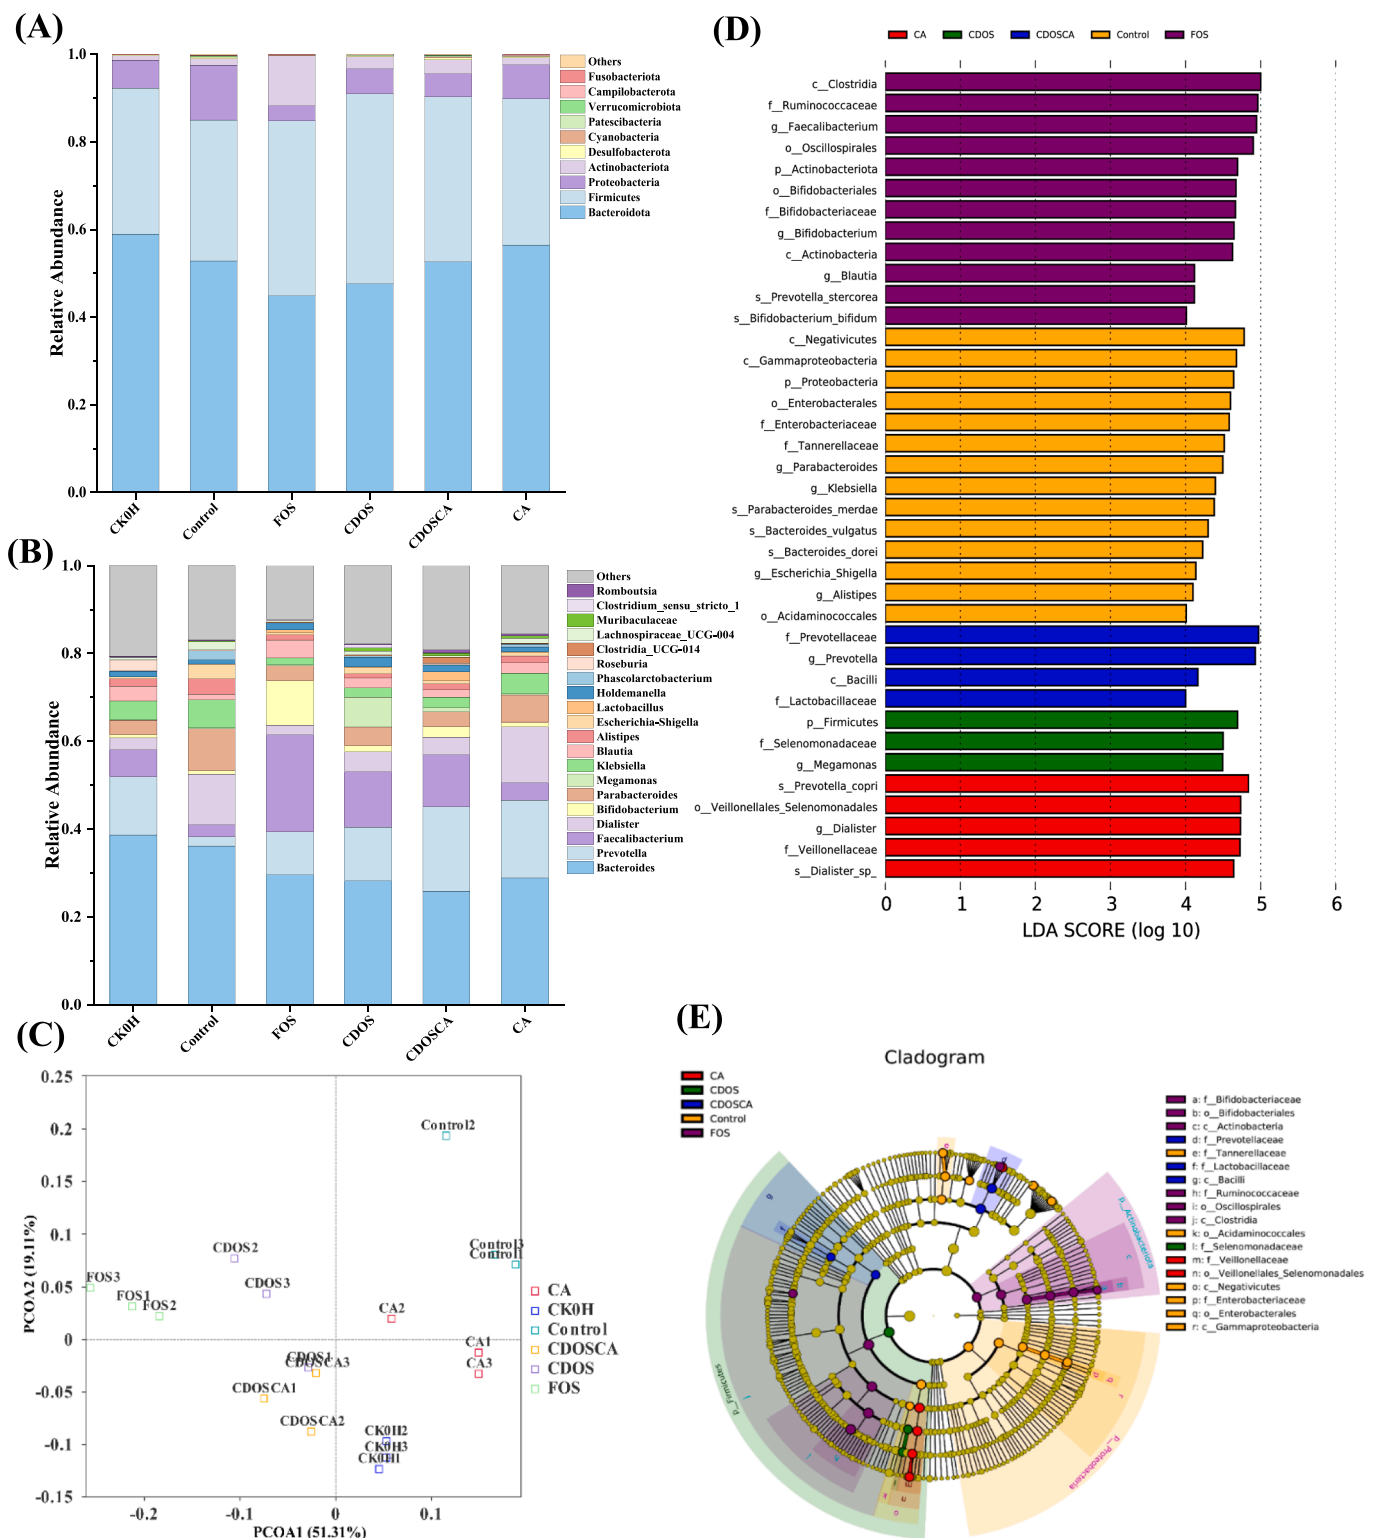 (A)
1.0
0.8
0.6
0.4
0.2
0.0
Relative Abundance
CK0H
Control
FOS
CDOS
CDOSCA
CA
Others
Fusobacteriota
Campilobacterota
Verrucomicrobiota
Patescibacteria
Cyanobacteria
Desulfobacterota
Actinobacteriota
Proteobacteria
Firmicutes
Bacteroidota
(B)
1.0
0.8
0.6
0.4
0.2
0.0
Relative Abundance
CK0H
Control
FOS
CDOS
CDOSCA
CA
Others
Romboutsia
Clostridium_sensu_stricto_1
Muribaculaceae
Lachnospiraceae_UCG-004
Clostridia_UCG-014
Roseburia
Phascolarctobacterium
Holdemanella
Lactobacillus
Escherichia-Shigella
Alistipes
Blautia
Klebsiella
Megamonas
Parabacteroides
Bifidobacterium
Dialister
Faecalibacterium
Prevotella
Bacteroides
(C)
0.25
0.2
0.15
0.1
0.05
0
-0.05
-0.1
-0.15
PCOA2 (19.11%)
Control2
Control3
Control1
CDOS2
CDOS3
FOS3
FOS1
FOS2
CA2
CA1
CA3
CDOS1
CDOSCA3
CDOSCA1
CDOSCA2
CK0H2
CK0H3
CK0H1
-0.2
-0.1
0
0.1
PCOA1 (51.31%)
CA
CK0H
Control
CDOSCA
CDOS
FOS
(D)
CA
CDOS
CDOSCA
Control
FOS
c__Clostridia
f__Ruminococcaceae
g__Faecalibacterium
o__Oscillospirales
p__Actinobacteriota
o__Bifidobacteriales
f__Bifidobacteriaceae
g__Bifidobacterium
c__Actinobacteria
g__Blautia
s__Prevotella_stercorea
s__Bifidobacterium_bifidum
c__Negativicutes
c__Gammaproteobacteria
p__Proteobacteria
o__Enterobacterales
f__Enterobacteriaceae
f__Tannerellaceae
g__Parabacteroides
g__Klebsiella
s__Parabacteroides_merdae
s__Bacteroides_vulgatus
s__Bacteroides_dorei
g__Escherichia_Shigella
g__Alistipes
o__Acidaminococcales
f__Prevotellaceae
g__Prevotella
c__Bacilli
f__Lactobacillaceae
p__Firmicutes
f__Selenomonadaceae
g__Megamonas
s__Prevotella_copri
o__Veillonellales_Selenomonadales
g__Dialister
f__Veillonellaceae
s__Dialister_sp_
0
1
2
3
4
5
6
LDA SCORE (log 10)
(E)
Cladogram
CA
CDOS
CDOSCA
Control
FOS
p__Actinobacteriota
p__Firmicutes
p__Proteobacteria
a: f__Bifidobacteriaceae
b: o__Bifidobacteriales
c: c__Actinobacteria
d: f__Prevotellaceae
e: f__Tannerellaceae
f: f__Lactobacillaceae
g: c__Bacilli
h: f__Ruminococcaceae
i: o__Oscillospirales
j: c__Clostridia
k: o__Acidaminococcales
l: f__Selenomonadaceae
m: f__Veillonellaceae
n: o__Veillonellales_Selenomonadales
o: c__Negativicutes
p: f__Enterobacteriaceae
q: o__Enterobacterales
r: c__Gammaproteobacteria